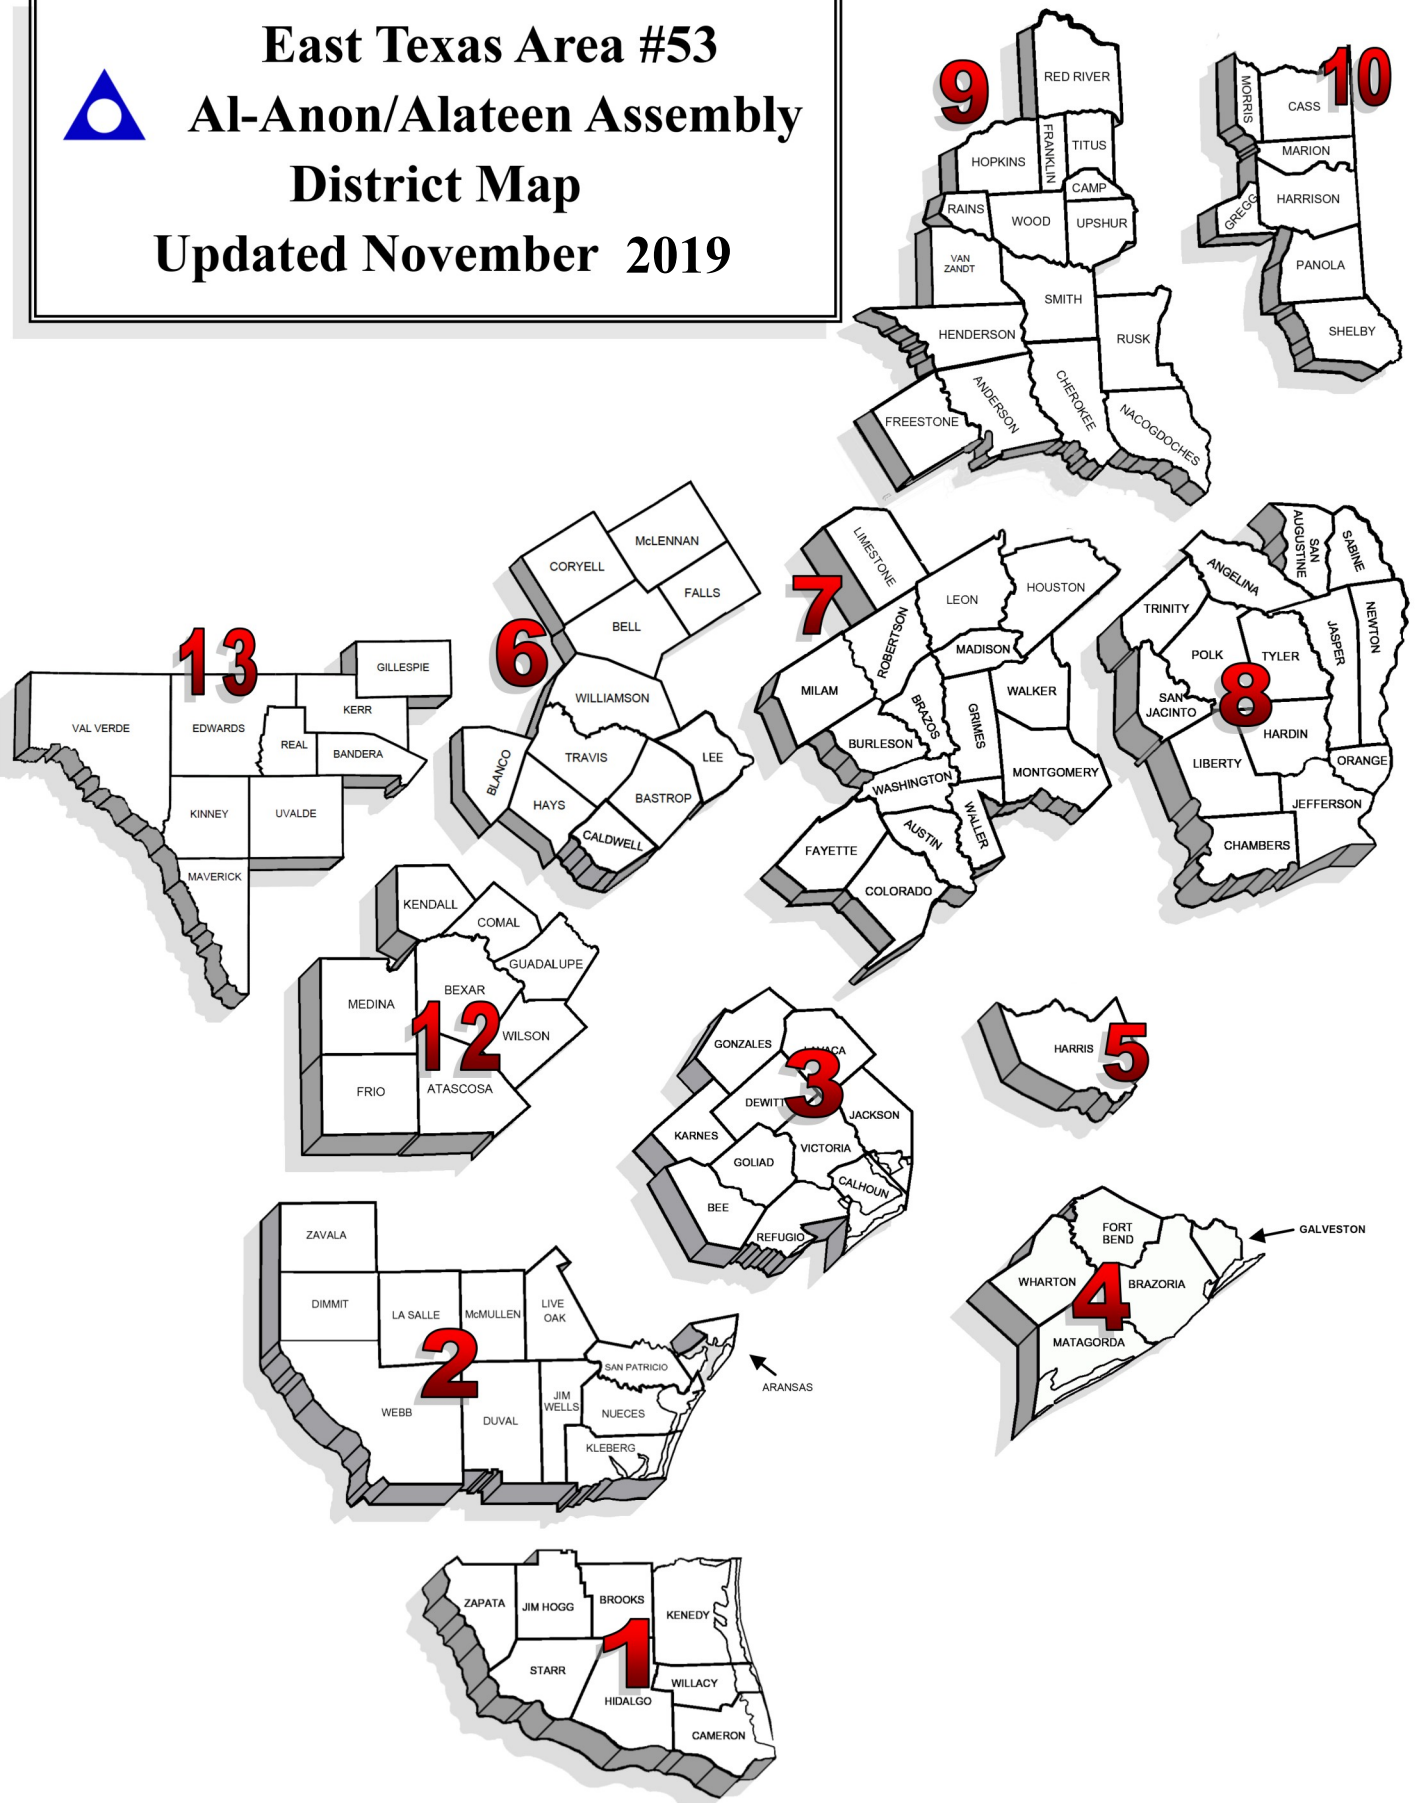 East Texas Area #53
Al-Anon/Alateen Assembly
District Map
Updated November 2019
9
RED RIVER
HOPKINS
FRANKLIN
TITUS
CAMP
RAINS
WOOD
UPSHUR
VAN
ZANDT
SMITH
HENDERSON
RUSK
ANDERSON
CHEROKEE
FREESTONE
NACOGDOCHES
10
MORRIS
CASS
MARION
GREGG
HARRISON
PANOLA
SHELBY
13
GILLESPIE
VAL VERDE
EDWARDS
KERR
REAL
BANDERA
KINNEY
UVALDE
MAVERICK
6
McLENNAN
CORYELL
FALLS
BELL
WILLIAMSON
BLANCO
TRAVIS
LEE
HAYS
BASTROP
CALDWELL
7
LIMESTONE
LEON
HOUSTON
ROBERTSON
MADISON
MILAM
BRAZOS
GRIMES
WALKER
BURLESON
WASHINGTON
MONTGOMERY
AUSTIN
WALLER
FAYETTE
COLORADO
8
SAN
AUGUSTINE
SABINE
ANGELINA
TRINITY
NEWTON
JASPER
POLK
TYLER
SAN
JACINTO
HARDIN
LIBERTY
ORANGE
JEFFERSON
CHAMBERS
12
KENDALL
COMAL
GUADALUPE
MEDINA
BEXAR
WILSON
FRIO
ATASCOSA
3
GONZALES
LAVACA
DEWITT
JACKSON
KARNES
VICTORIA
GOLIAD
CALHOUN
BEE
REFUGIO
5
HARRIS
4
FORT
BEND
GALVESTON
WHARTON
BRAZORIA
MATAGORDA
2
ZAVALA
DIMMIT
LA SALLE
McMULLEN
LIVE
OAK
SAN PATRICIO
ARANSAS
WEBB
DUVAL
JIM
WELLS
NUECES
KLEBERG
1
ZAPATA
JIM HOGG
BROOKS
KENEDY
STARR
HIDALGO
WILLACY
CAMERON